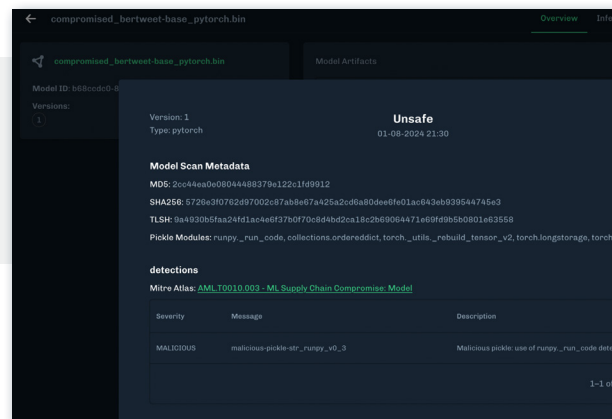 compromised_bertweet-base_pytorch.bin
Overview
compromised_bertweet-base_pytorch.bin
Model Artifacts
Versions:
1
Version: 1
Type: pytorch
Unsafe
01-08-2024 21:30
Model Scan Metadata
MD5: 2cc44ea0e08044488379e122c1fd9912
SHA256: 5726e3f0762d97002c87ab8e67a425a2cd6a80dee6fe01ac643eb939544745e3
TLSH: 9a4930b5faa24fd1ac4e6f37b0f70c8d4bd2ca18c2b69064471e69fd9b5b0801e63558
Pickle Modules: runpy._run_code, collections.ordereddict, torch._utils._rebuild_tensor_v2, torch.longstorage, torch
detections
Mitre Atlas: AML.T0010.003 - ML Supply Chain Compromise: Model
Severity Message Description
MALICIOUS malicious-pickle-str_runpy_v0_3 Malicious pickle: use of runpy._run_code
1–1